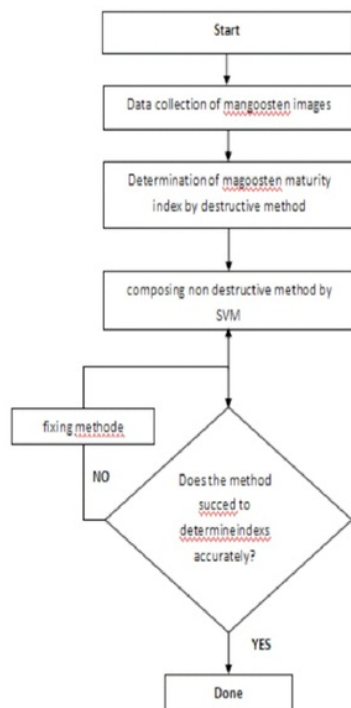 Start
Data collection of mangoosten images
Determination of magoosten maturity
index by destructive method
composing non destructive method by
SVM
fixing methode
NO
Does the method
succed to
determineindexs
accurately?
YES
Done